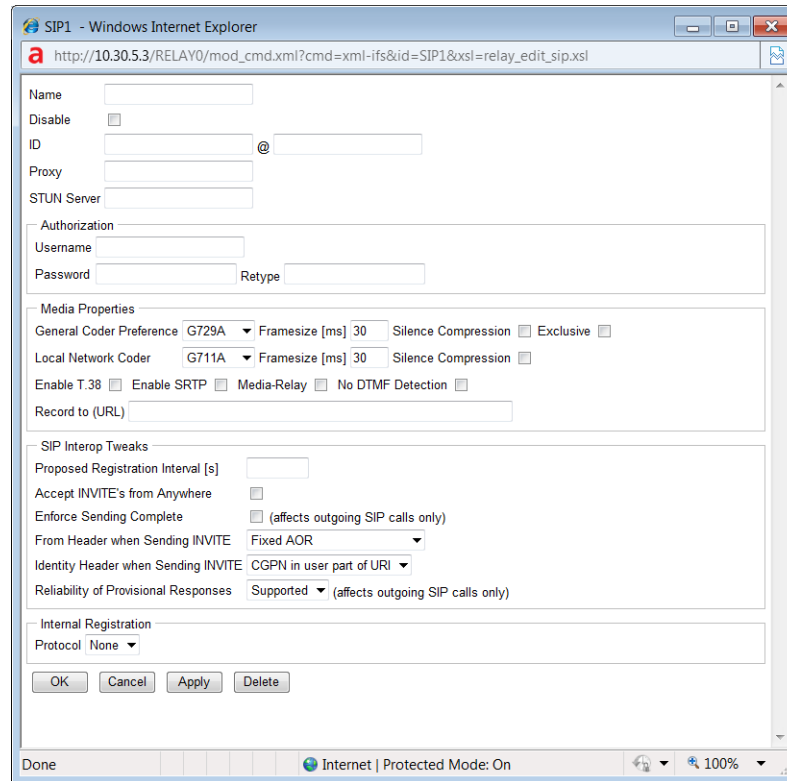 SIP1 - Windows Internet Explorer
a http://10.30.5.3/RELAY0/mod_cmd.xml?cmd=xml-ifs&id=SIP1&xsl=relay_edit_sip.xsl
Name
Disable
ID @
Proxy
STUN Server
Authorization
Username
Password Retype
Media Properties
General Coder Preference G729A Framesize [ms] 30 Silence Compression Exclusive
Local Network Coder G711A Framesize [ms] 30 Silence Compression
Enable T.38 Enable SRTP Media-Relay No DTMF Detection
Record to (URL)
SIP Interop Tweaks
Proposed Registration Interval [s]
Accept INVITE's from Anywhere
Enforce Sending Complete (affects outgoing SIP calls only)
From Header when Sending INVITE Fixed AOR
Identity Header when Sending INVITE CGPN in user part of URI
Reliability of Provisional Responses Supported (affects outgoing SIP calls only)
Internal Registration
Protocol None
OK Cancel Apply Delete
Done Internet | Protected Mode: On 100%